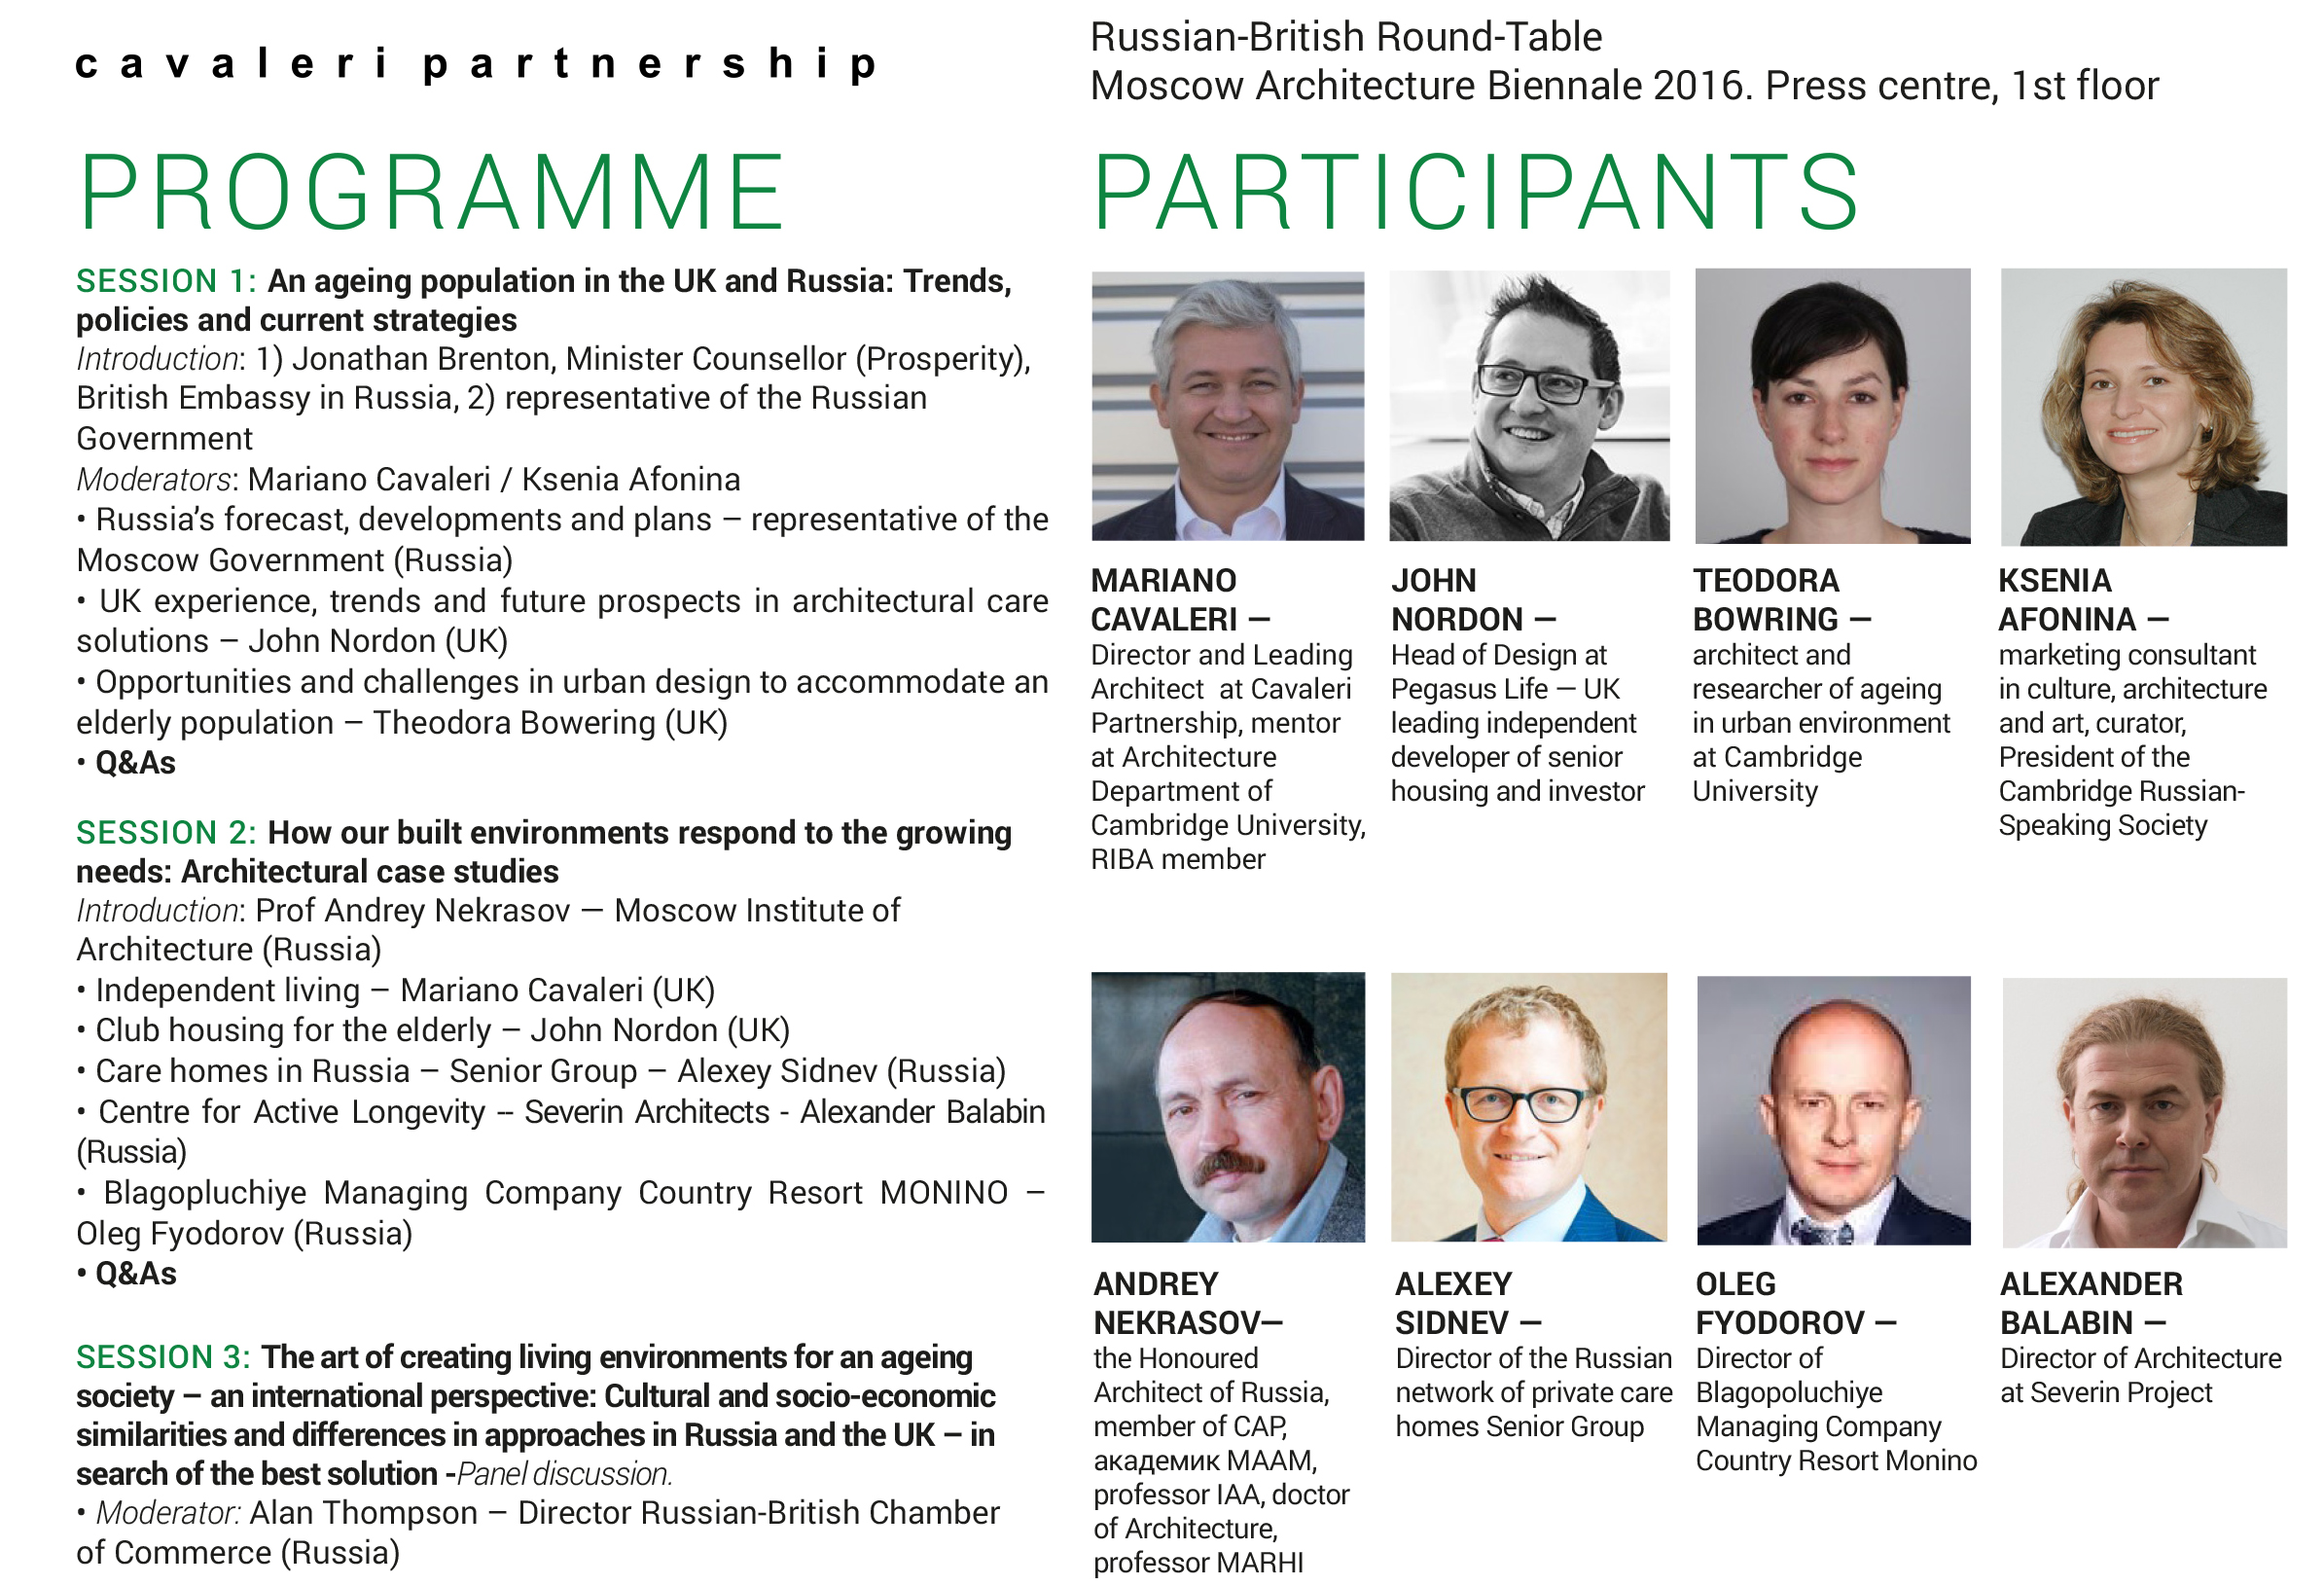 cavaleri partnership
PROGRAMME
SESSION 1: An ageing population in the UK and Russia: Trends,
policies and current strategies
Introduction: 1) Jonathan Brenton, Minister Counsellor (Prosperity),
British Embassy in Russia, 2) representative of the Russian
Government
Moderators: Mariano Cavaleri / Ksenia Afonina
• Russia’s forecast, developments and plans – representative of the
Moscow Government (Russia)
• UK experience, trends and future prospects in architectural care
solutions – John Nordon (UK)
• Opportunities and challenges in urban design to accommodate an
elderly population – Theodora Bowering (UK)
• Q&As
SESSION 2: How our built environments respond to the growing
needs: Architectural case studies
Introduction: Prof Andrey Nekrasov — Moscow Institute of
Architecture (Russia)
• Independent living – Mariano Cavaleri (UK)
• Club housing for the elderly – John Nordon (UK)
• Care homes in Russia – Senior Group – Alexey Sidnev (Russia)
• Centre for Active Longevity -- Severin Architects - Alexander Balabin
(Russia)
• Blagopluchiye Managing Company Country Resort MONINO –
Oleg Fyodorov (Russia)
• Q&As
SESSION 3: The art of creating living environments for an ageing
society – an international perspective: Cultural and socio-economic
similarities and differences in approaches in Russia and the UK – in
search of the best solution -Panel discussion.
• Moderator: Alan Thompson – Director Russian-British Chamber
of Commerce (Russia)
Russian-British Round-Table
Moscow Architecture Biennale 2016. Press centre, 1st floor
PARTICIPANTS
MARIANO
CAVALERI —
Director and Leading
Architect at Cavaleri
Partnership, mentor
at Architecture
Department of
Cambridge University,
RIBA member
JOHN
NORDON —
Head of Design at
Pegasus Life — UK
leading independent
developer of senior
housing and investor
TEODORA
BOWRING —
architect and
researcher of ageing
in urban environment
at Cambridge
University
KSENIA
AFONINA —
marketing consultant
in culture, architecture
and art, curator,
President of the
Cambridge Russian-
Speaking Society
ANDREY
NEKRASOV—
the Honoured
Architect of Russia,
member of CAP,
академик МААМ,
professor IAA, doctor
of Architecture,
professor MARHI
ALEXEY
SIDNEV —
Director of the Russian
network of private care
homes Senior Group
OLEG
FYODOROV —
Director of
Blagopoluchiye
Managing Company
Country Resort Monino
ALEXANDER
BALABIN —
Director of Architecture
at Severin Project